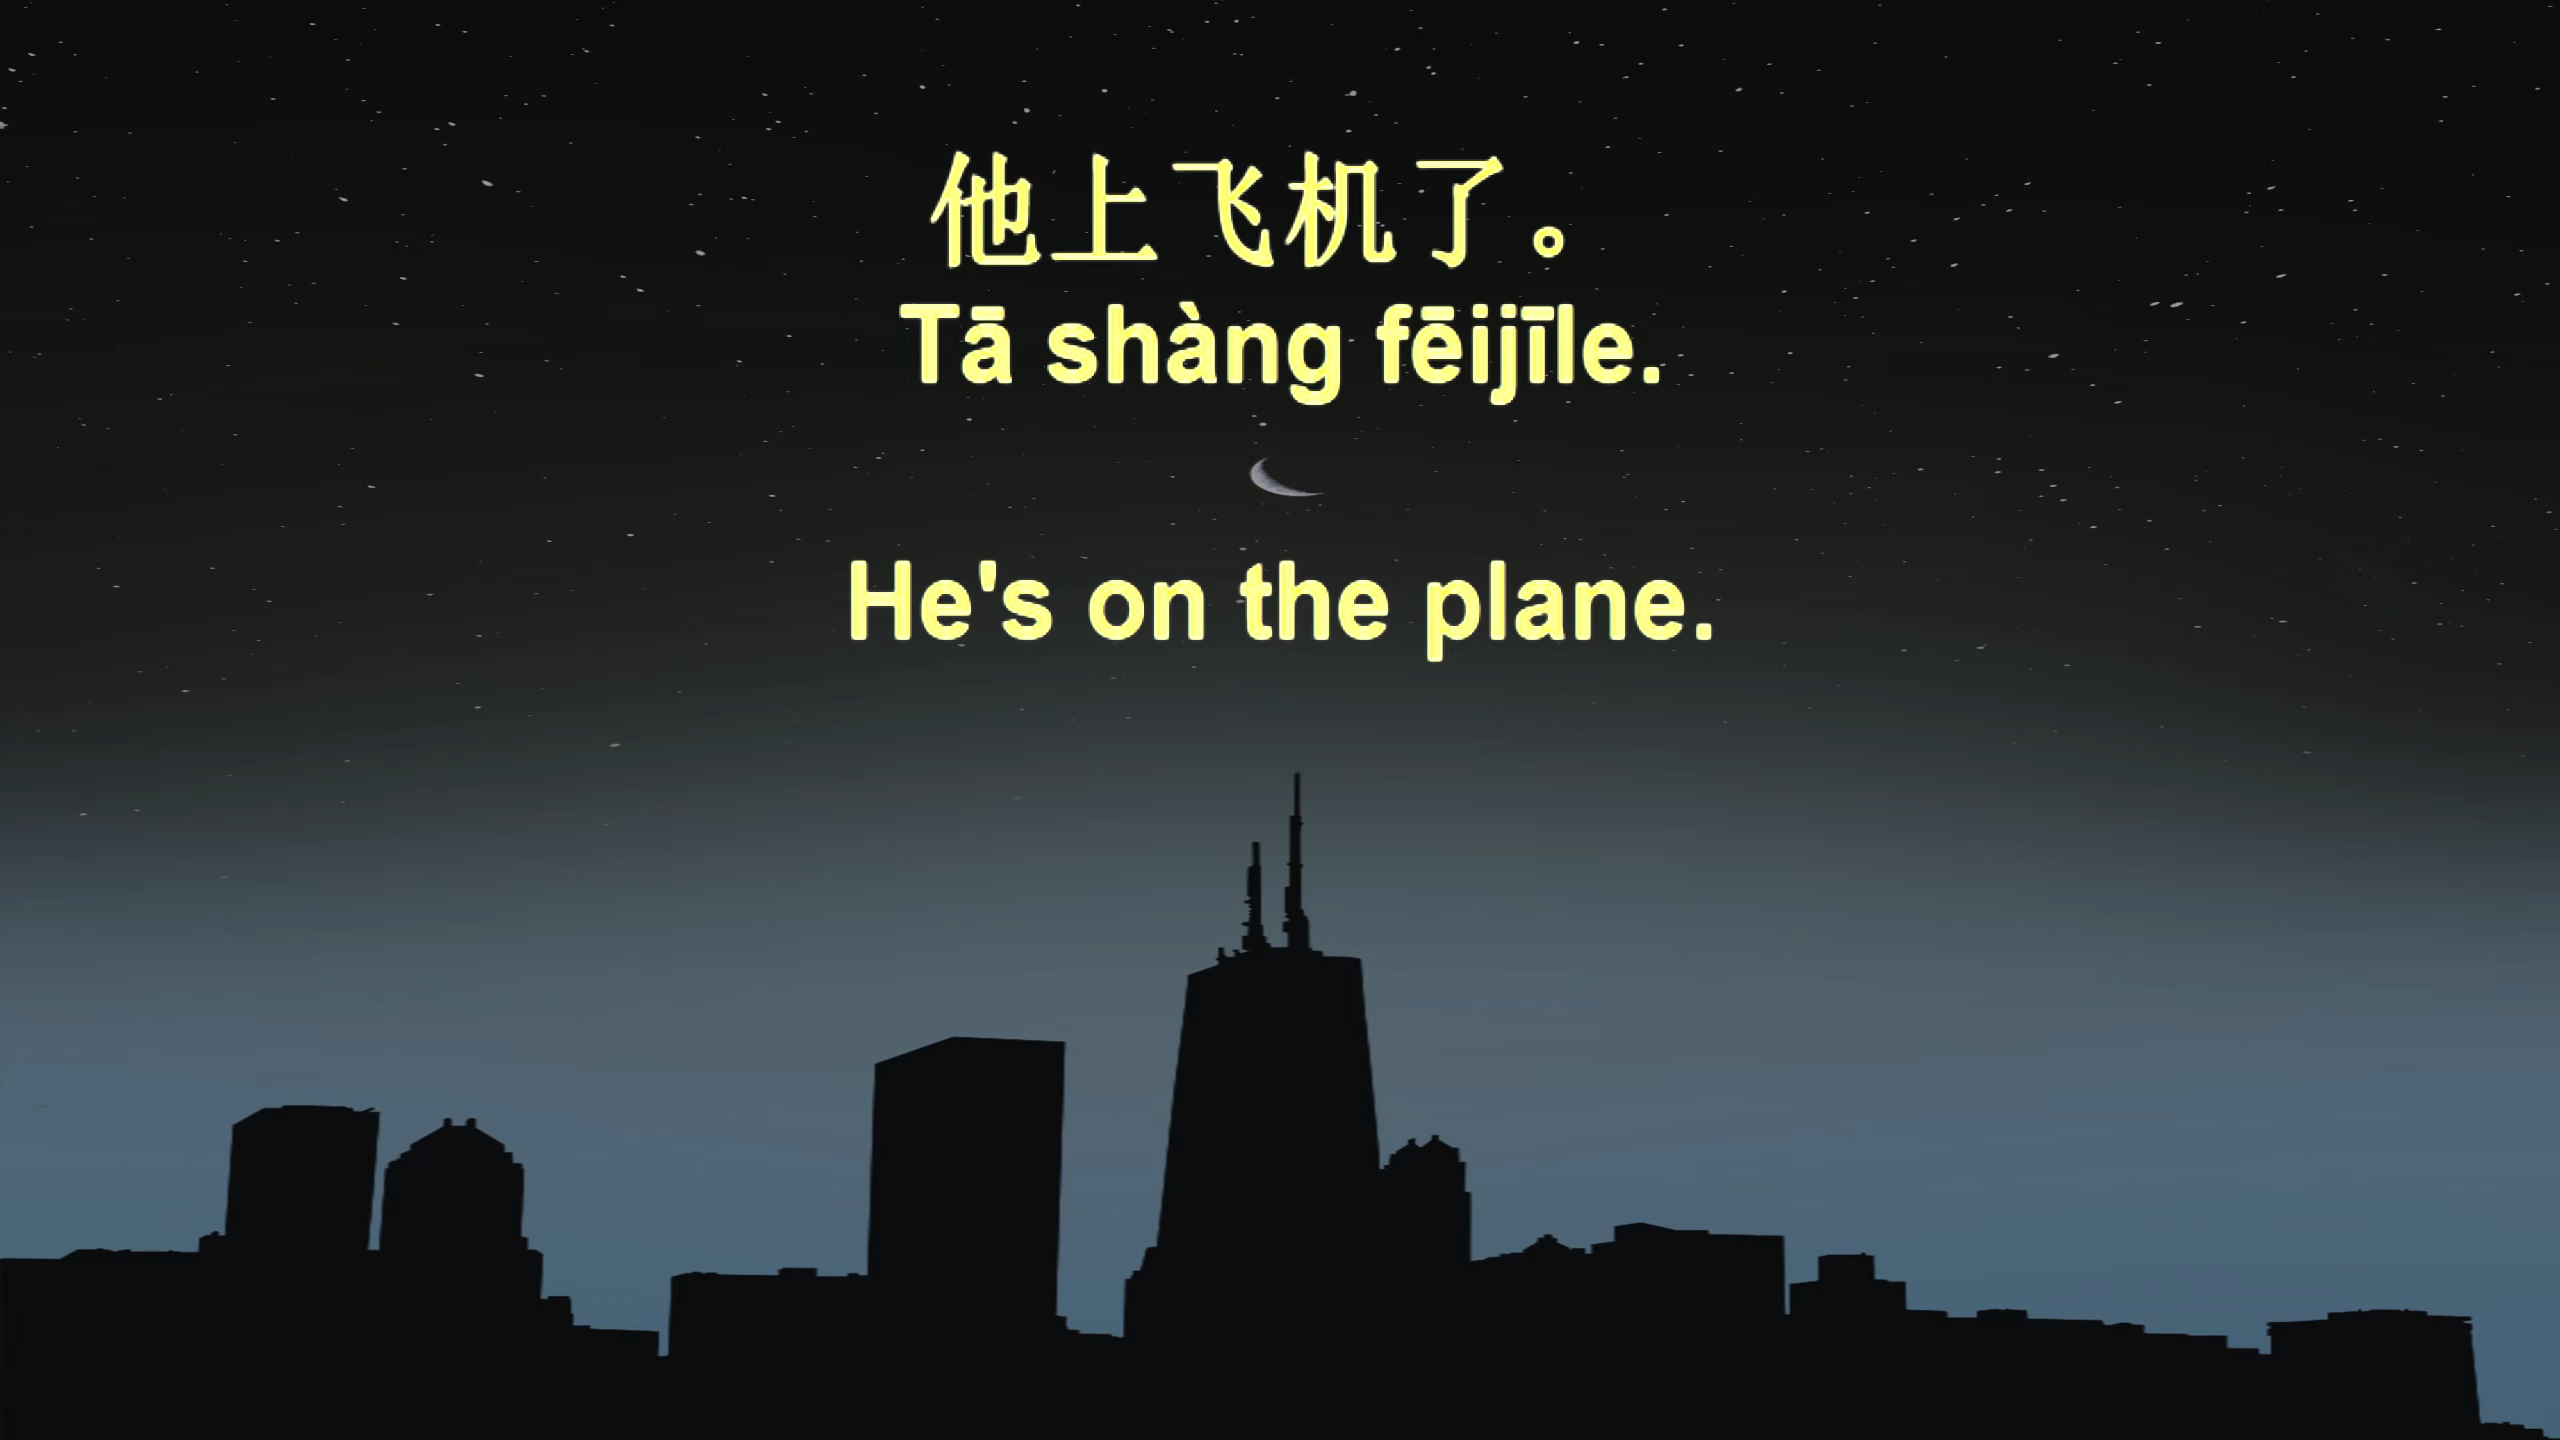 他上飞机了。
Tā shàng fēijīle.
He's on the plane.